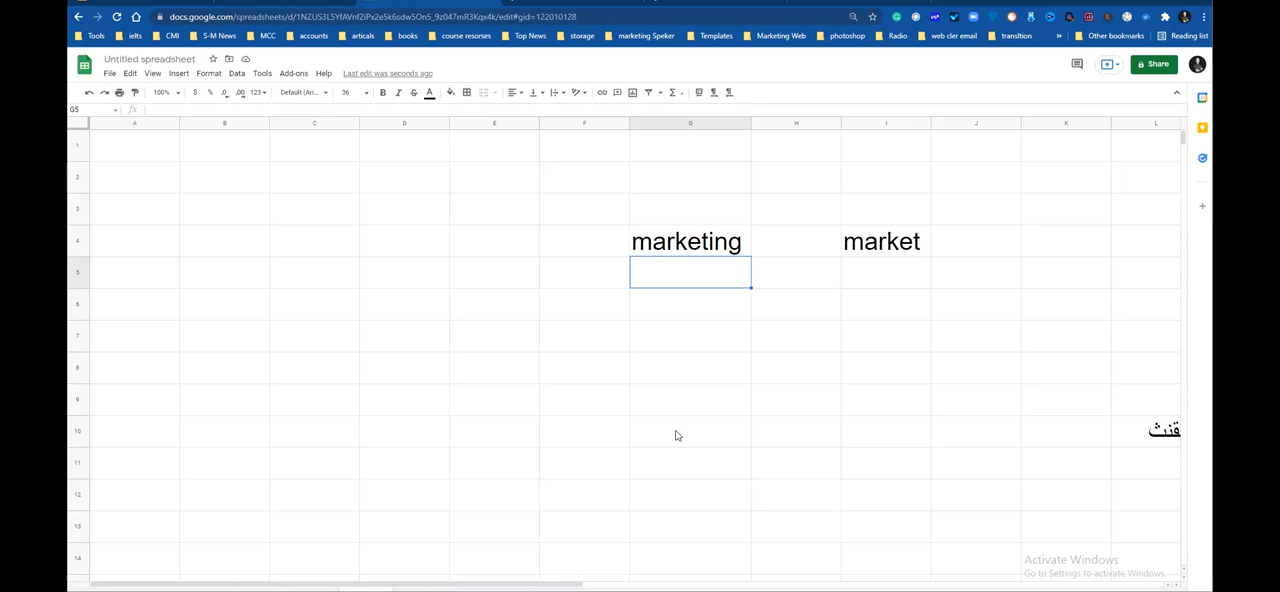 docs.google.com/spreadsheets/d/1NZUS3L5YfAVnf2iPx2e5k6sdw5On5_9z047mR3Kqx4k/edit#gid=122010128
Tools ielts CMI S-M News MCC accounts articals books course resorses Top News storage marketing Speker Templates Marketing Web photoshop Radio web cler email transltion » Other bookmarks Reading list
Untitled spreadsheet
File Edit View Insert Format Data Tools Add-ons Help Last edit was seconds ago Share
100% $ % .0 .00 123 Default (Ari... 36
G5 fx
A B C D E F G H I J K L
1
2
3
4 marketing market
5
6
7
8
9
10 قنث
11
12
13
14
Activate Windows
Go to Settings to activate Windows.